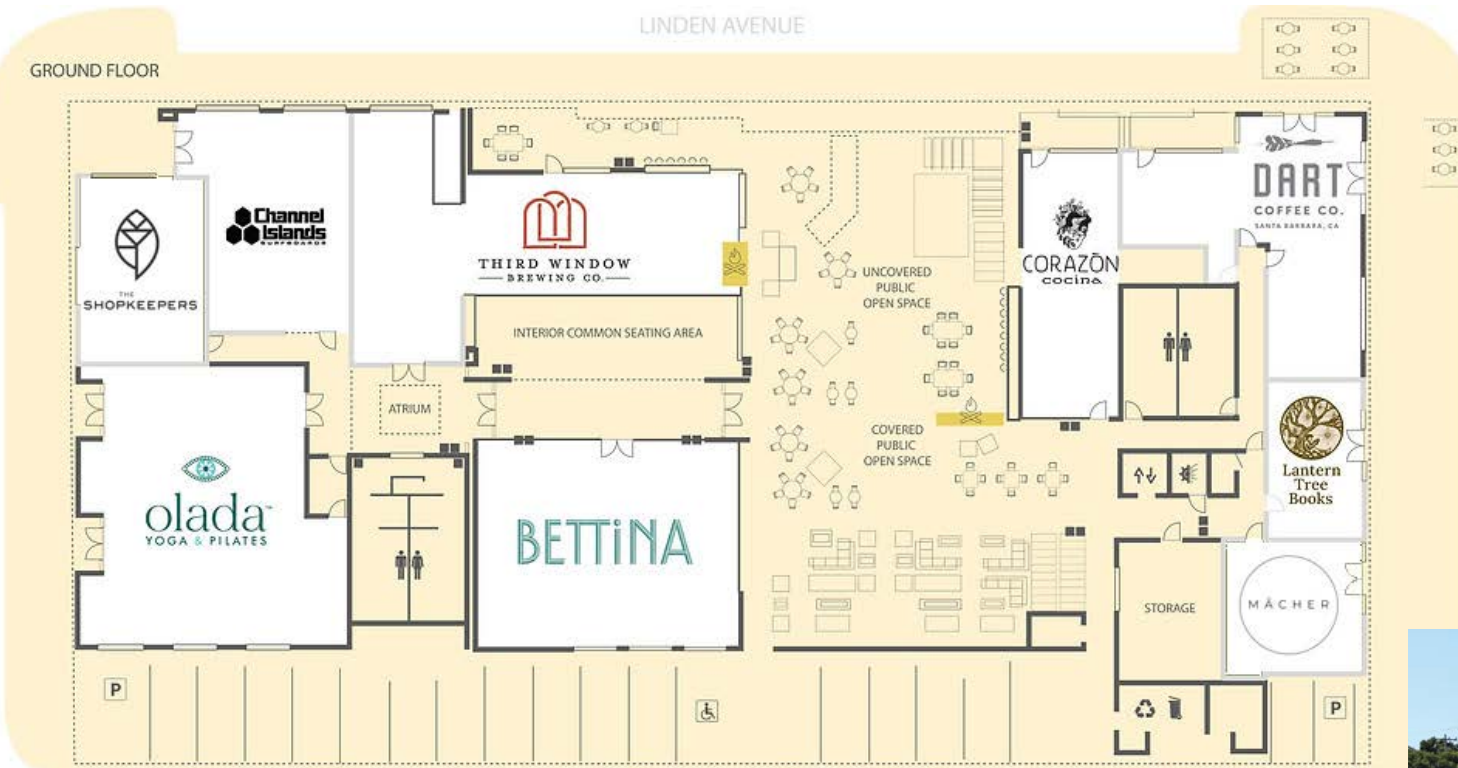 LINDEN AVENUE
GROUND FLOOR
THE
SHOPKEEPERS
Channel
Islands
SURFBOARDS
THIRD WINDOW
BREWING CO.
INTERIOR COMMON SEATING AREA
ATRIUM
olada™
YOGA & PILATES
BETTiNA
UNCOVERED
PUBLIC
OPEN SPACE
COVERED
PUBLIC
OPEN SPACE
CORAZŌN
cocina
DART
COFFEE CO.
SANTA BARBARA, CA
Lantern
Tree
Books
STORAGE
MÄCHER
P
P